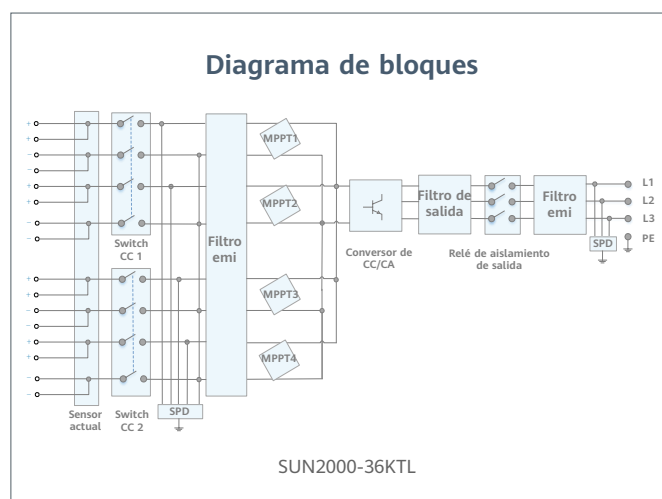 Diagrama de bloques
+
+
−
−
+
+
−
−
+
+
−
−
+
+
−
−
MPPT1
MPPT2
MPPT3
MPPT4
Switch
CC 1
Filtro
emi
Conversor de
CC/CA
Filtro de
salida
Relé de aislamiento
de salida
Filtro
emi
L1
L2
L3
PE
SPD
Sensor
actual
Switch
CC 2
SPD
SUN2000-36KTL